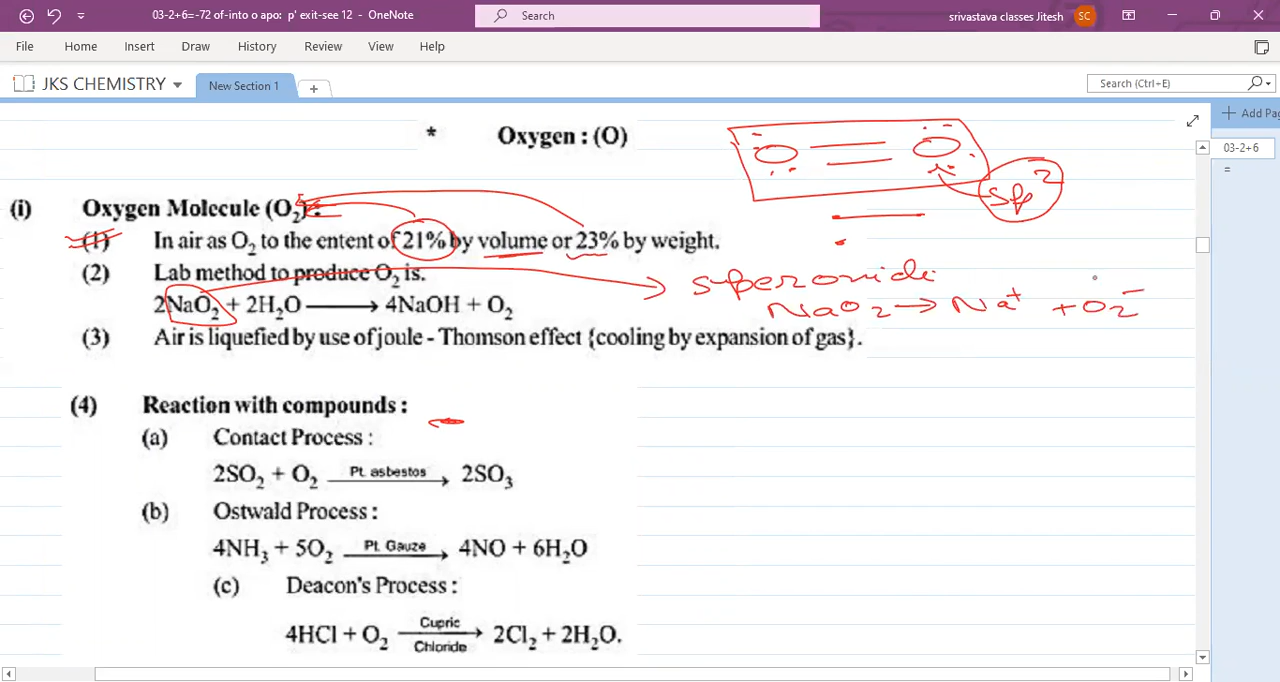 03-2+6=-72 of-into o apo: p' exit-see 12 - OneNote
Search
srivastava classes Jitesh
SC
File Home Insert Draw History Research Review View Help
JKS CHEMISTRY
New Section 1
+
Search (Ctrl+E)
Add Pag
03-2+6
=
* Oxygen : (O)
O = O
sp²
(i) Oxygen Molecule (O₂) :
(1) In air as O₂ to the entent of 21% by volume or 23% by weight.
(2) Lab method to produce O₂ is.
superoxide
2NaO₂ + 2H₂O → 4NaOH + O₂
NaO₂ → Na⁺ + O₂⁻
(3) Air is liquefied by use of joule - Thomson effect {cooling by expansion of gas}.
(4) Reaction with compounds :
(a) Contact Process :
2SO₂ + O₂ Pt. asbestos → 2SO₃
(b) Ostwald Process :
4NH₃ + 5O₂ Pt. Gauze → 4NO + 6H₂O
(c) Deacon's Process :
4HCl + O₂ Cupric Chloride → 2Cl₂ + 2H₂O.